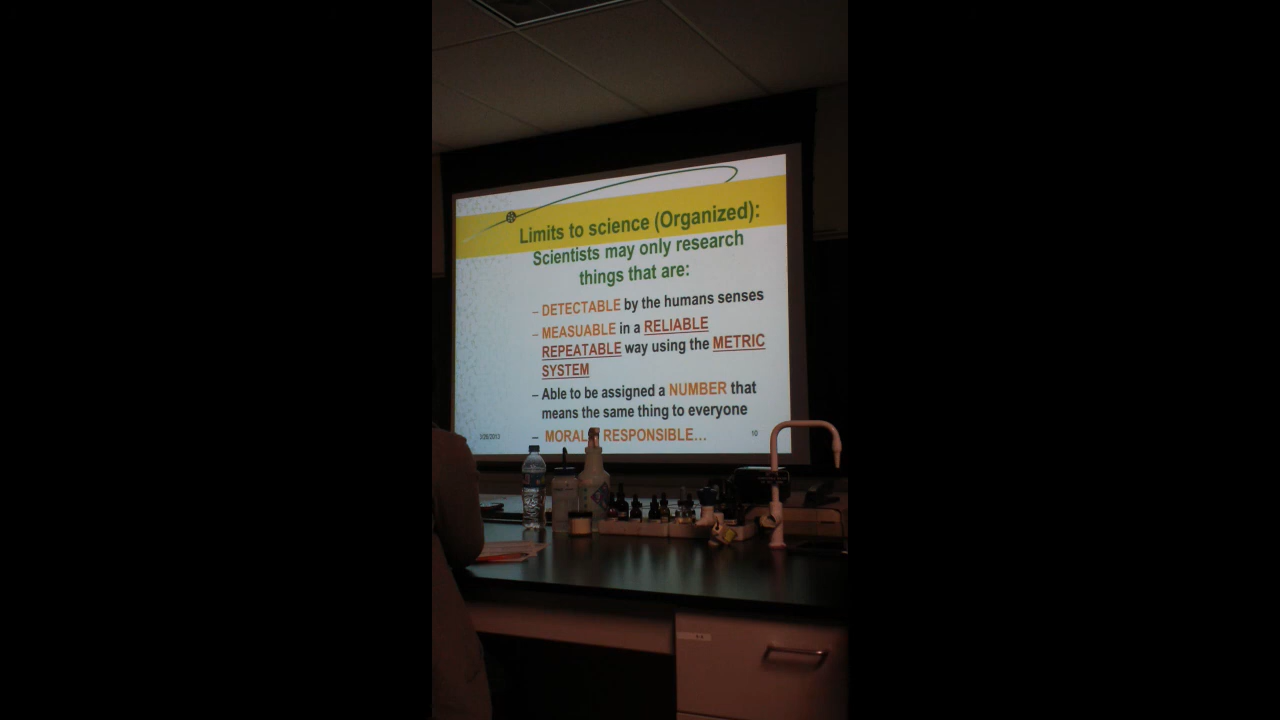 Limits to science (Organized):
Scientists may only research
things that are:
– DETECTABLE by the humans senses
– MEASUABLE in a RELIABLE
REPEATABLE way using the METRIC
SYSTEM
– Able to be assigned a NUMBER that
means the same thing to everyone
– RESPONSIBLE...
10